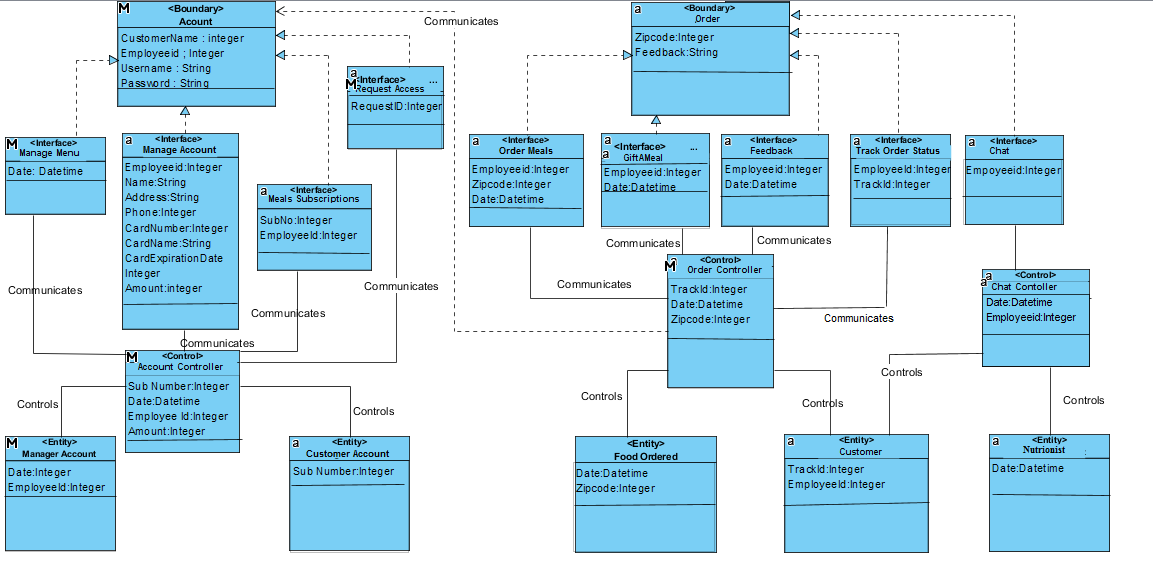 M
<Boundary>
Acount
CustomerName : integer
Employeeid ; Integer
Username : String
Password : String
Communicates
a
<Boundary>
Order
Zipcode:Integer
Feedback:String
a
M
<Interface>
...
Request Access
RequestID:Integer
M
<Interface>
Manage Menu
Date: Datetime
a
<Interface>
Manage Account
Employeeid:Integer
Name:String
Address:String
Phone:Integer
CardNumber:Integer
CardName:String
CardExpirationDate
Integer
Amount:integer
a
<Interface>
Meals Subscriptions
SubNo:Integer
EmployeeId:Integer
a
<Interface>
Order Meals
Employeeid:Integer
Zipcode:Integer
Date:Datetime
a
a
<Interface>
...
GiftAMeal
Employeeid:Integer
Date:Datetime
a
<Interface>
Feedback
Employeeid:Integer
Date:Datetime
a
<Interface>
Track Order Status
EmployeeId:Integer
TrackId:Integer
a
<Interface>
Chat
Empoyeeid:Integer
Communicates
Communicates
Communicates
Communicates
Communicates
Communicates
Communicates
Communicates
M
a
<Control>
Order Controller
TrackId:Integer
Date:Datetime
Zipcode:Integer
a
a
<Control>
Chat Contoller
Date:Datetime
Employeeid:Integer
M
<Control>
Account Controller
Sub Number:Integer
Date:Datetime
Employee Id:Integer
Amount:Integer
Controls
Controls
Controls
Controls
Controls
Controls
M
<Entity>
Manager Account
Date:Integer
EmployeeId:Integer
a
<Entity>
Customer Account
Sub Number:Integer
<Entity>
Food Ordered
Date:Datetime
Zipcode:Integer
a
<Entity>
Customer
TrackId:Integer
EmployeeId:Integer
a
<Entity>
Nutrionist
Date:Datetime